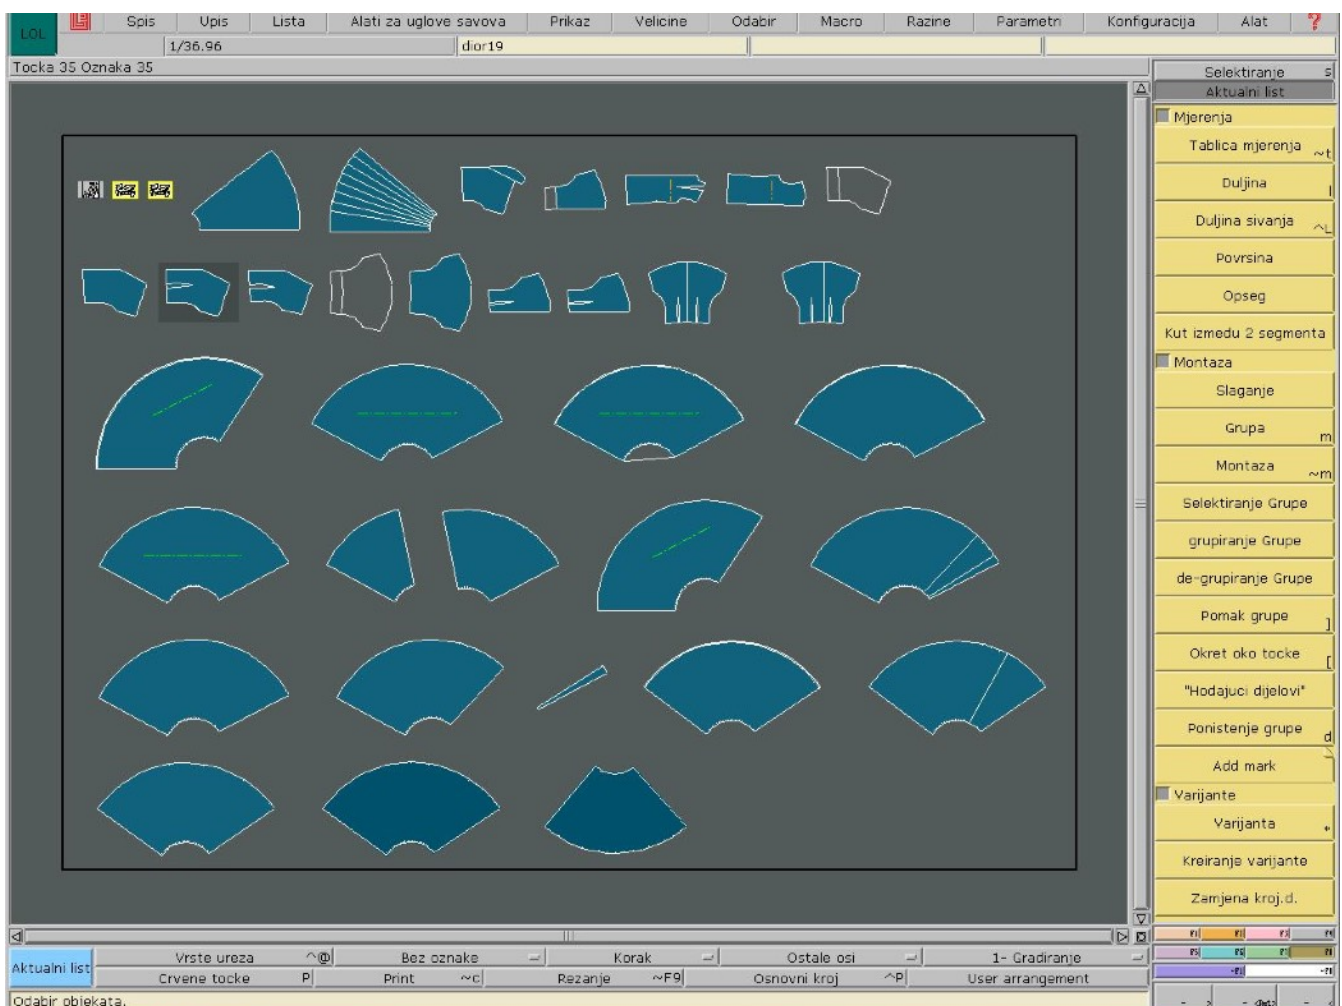 LOL Spis Upis Lista Alati za uglove savova Prikaz Velicine Odabir Macro Razine Parametri Konfiguracija Alat ?
1/36.96 dior19
Tocka 35 Oznaka 35
Selektiranje s
Aktualni list
Mjerenja
Tablica mjerenja ~t
Duljina l
Duljina sivanja ^L
Povrsina
Opseg
Kut izmedu 2 segmenta
Montaza
Slaganje
Grupa m
Montaza ~m
Selektiranje Grupe
grupiranje Grupe
de-grupiranje Grupe
Pomak grupe ]
Okret oko tocke [
"Hodajuci dijelovi"
Ponistenje grupe d
Add mark
Varijante
Varijanta
Kreiranje varijante
Zamjena kroj.d.
Aktualni list
Vrste ureza ^@ Bez oznake Korak Ostale osi 1- Gradiranje
Crvene tocke P Print ~c Rezanje ~F9 Osnovni kroj ^P User arrangement
Odabir objekata.